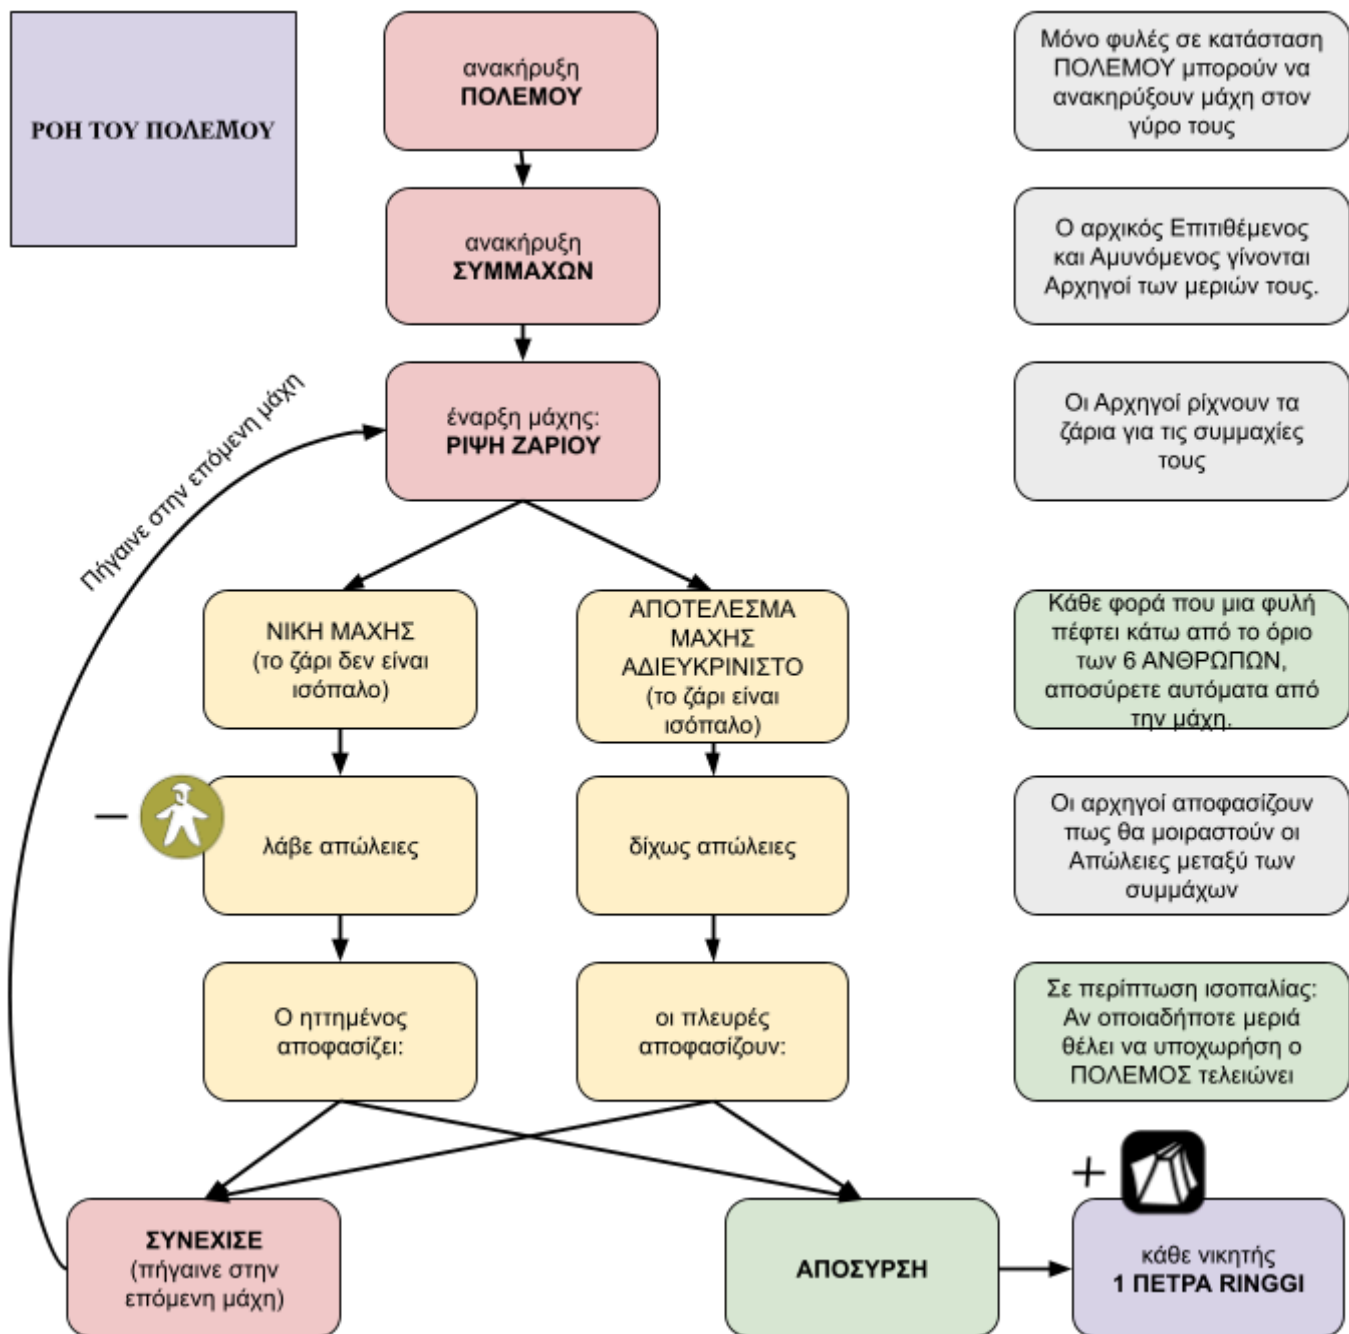 ΡΟΗ ΤΟΥ ΠΟΛΕΜΟΥ
ανακήρυξη
ΠΟΛΕΜΟΥ
Μόνο φυλές σε κατάσταση
ΠΟΛΕΜΟΥ μπορούν να
ανακηρύξουν μάχη στον
γύρο τους
ανακήρυξη
ΣΥΜΜΑΧΩΝ
Ο αρχικός Επιτιθέμενος
και Αμυνόμενος γίνονται
Αρχηγοί των μεριών τους.
Πήγαινε στην επόμενη μάχη
έναρξη μάχης:
ΡΙΨΗ ΖΑΡΙΟΥ
Οι Αρχηγοί ρίχνουν τα
ζάρια για τις συμμαχίες
τους
ΝΙΚΗ ΜΑΧΗΣ
(το ζάρι δεν είναι
ισόπαλο)
ΑΠΟΤΕΛΕΣΜΑ
ΜΑΧΗΣ
ΑΔΙΕΥΚΡΙΝΙΣΤΟ
(το ζάρι είναι
ισόπαλο)
Κάθε φορά που μια φυλή
πέφτει κάτω από το όριο
των 6 ΑΝΘΡΩΠΩΝ,
αποσύρετε αυτόματα από
την μάχη.
−
λάβε απώλειες
δίχως απώλειες
Οι αρχηγοί αποφασίζουν
πως θα μοιραστούν οι
Απώλειες μεταξύ των
συμμάχων
Ο ηττημένος
αποφασίζει:
οι πλευρές
αποφασίζουν:
Σε περίπτωση ισοπαλίας:
Αν οποιαδήποτε μεριά
θέλει να υποχωρήση ο
ΠΟΛΕΜΟΣ τελειώνει
ΣΥΝΕΧΙΣΕ
(πήγαινε στην
επόμενη μάχη)
ΑΠΟΣΥΡΣΗ
+
κάθε νικητής
1 ΠΕΤΡΑ RINGGI